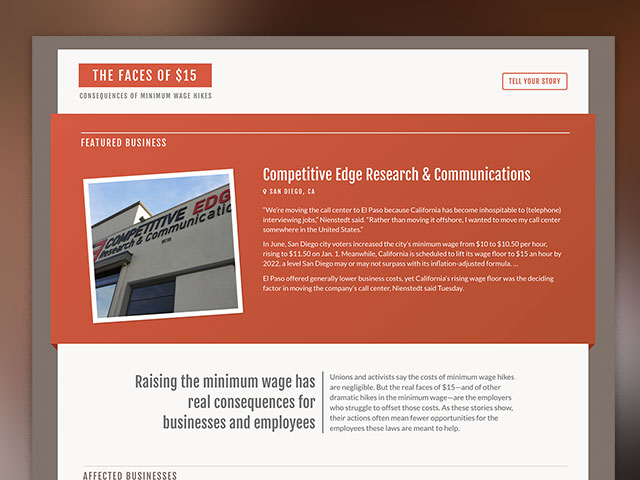 THE FACES OF $15
CONSEQUENCES OF MINIMUM WAGE HIKES
TELL YOUR STORY
FEATURED BUSINESS
COMPETITIVE EDG
Research & Communicatio
Competitive Edge Research & Communications
SAN DIEGO, CA
"We're moving the call center to El Paso because California has become inhospitable to (telephone)
interviewing jobs," Nienstedt said. "Rather than moving it offshore, I wanted to move my call center
somewhere in the United States."
In June, San Diego city voters increased the city's minimum wage from $10 to $10.50 per hour,
rising to $11.50 on Jan. 1. Meanwhile, California is scheduled to lift its wage floor to $15 an hour by
2022, a level San Diego may or may not surpass with its inflation-adjusted formula. ...
El Paso offered generally lower business costs, yet California's rising wage floor was the deciding
factor in moving the company's call center, Nienstedt said Tuesday.
Raising the minimum wage has
real consequences for
businesses and employees
Unions and activists say the costs of minimum wage hikes
are negligible. But the real faces of $15—and of other
dramatic hikes in the minimum wage—are the employers
who struggle to offset those costs. As these stories show,
their actions often mean fewer opportunities for the
employees these laws are meant to help.
AFFECTED BUSINESSES